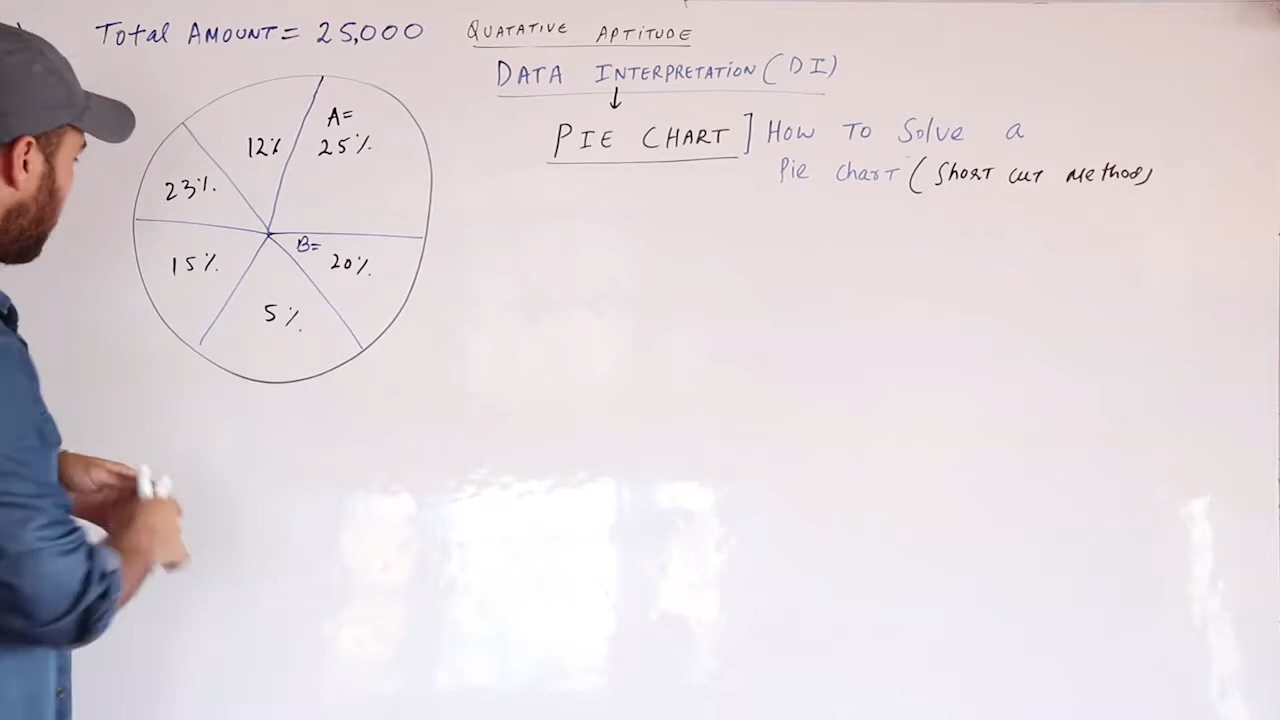 Total AMOUNT = 25,000
QUATATIVE APTITUDE
DATA INTERPRETATION (DI)
↓
PIE CHART ] How To Solve a
Pie Chart (Short cut Methods)
A=
25%
12%
23%
B=
20%
15%
5%